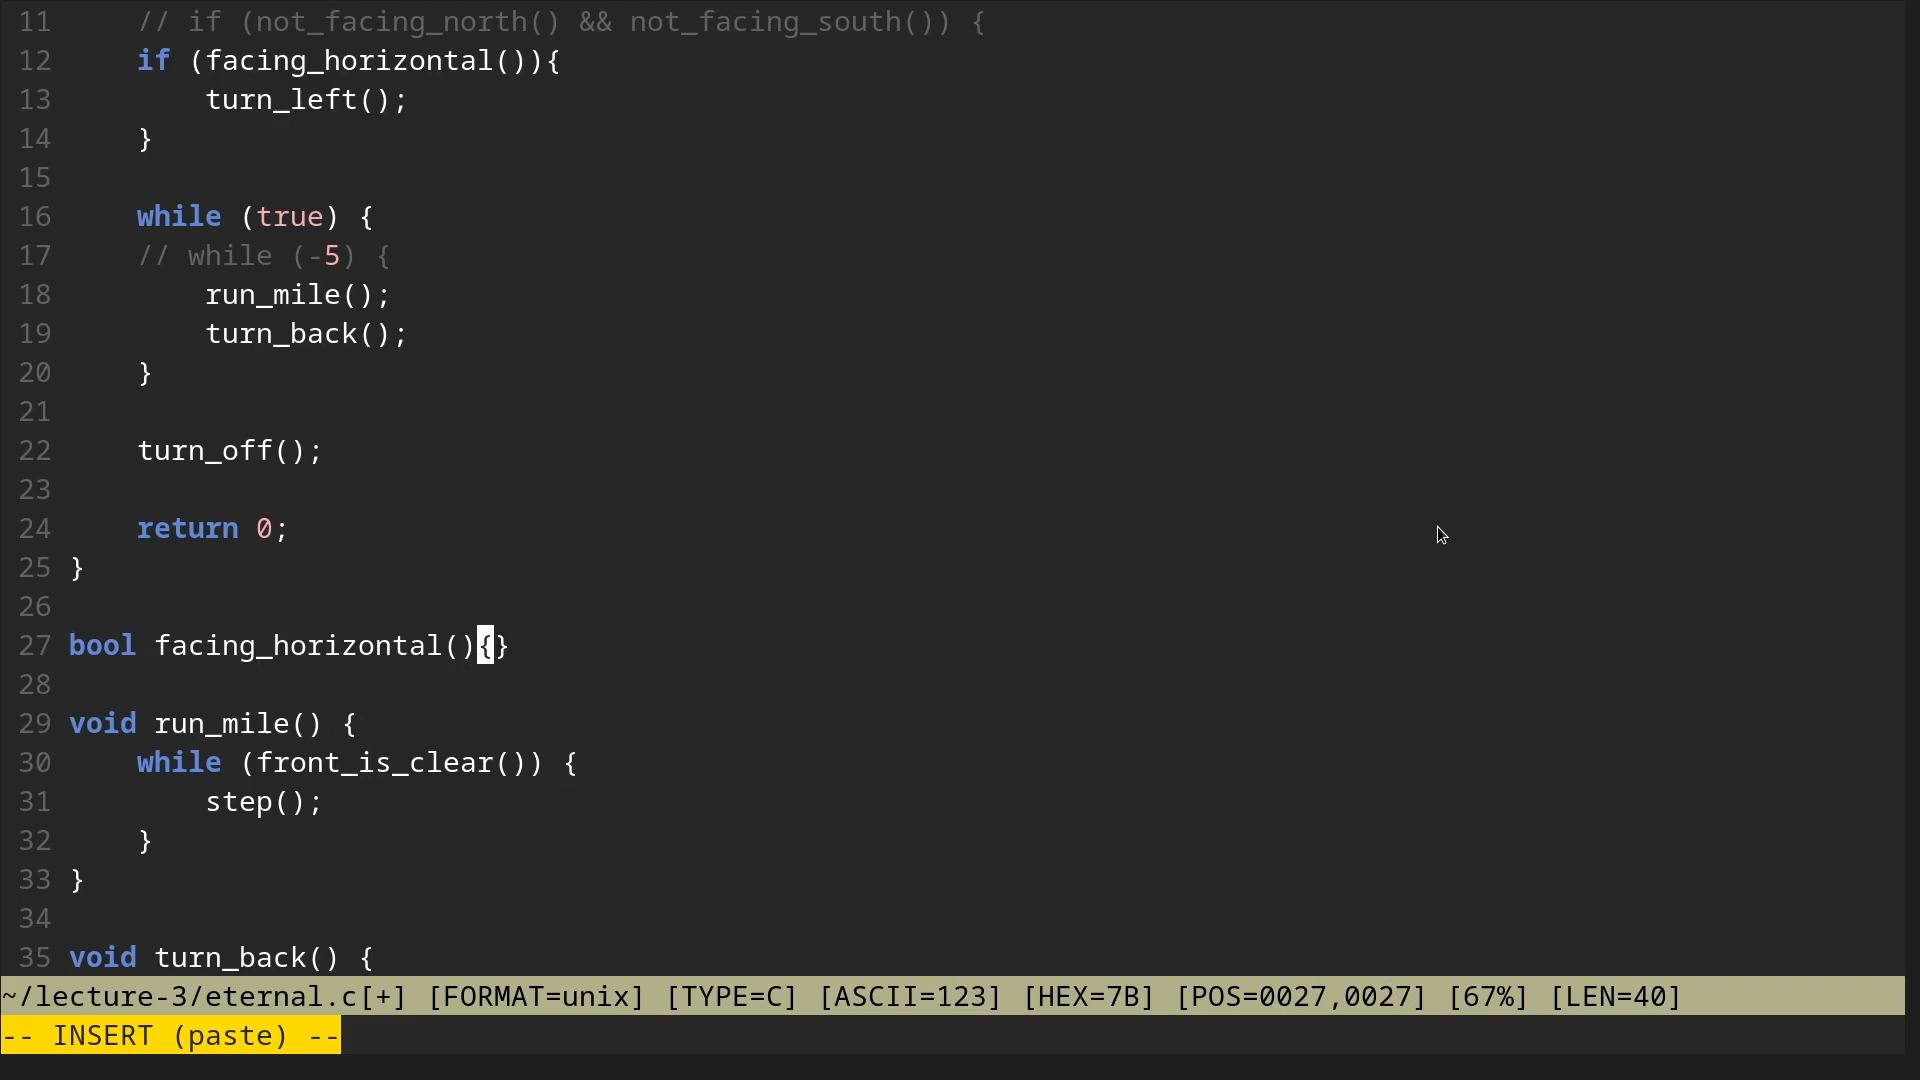 11     // if (not_facing_north() && not_facing_south()) {
12     if (facing_horizontal()){
13         turn_left();
14     }
15
16     while (true) {
17     // while (-5) {
18         run_mile();
19         turn_back();
20     }
21
22     turn_off();
23
24     return 0;
25 }
26
27 bool facing_horizontal(){}
28
29 void run_mile() {
30     while (front_is_clear()) {
31         step();
32     }
33 }
34
35 void turn_back() {
~/lecture-3/eternal.c[+] [FORMAT=unix] [TYPE=C] [ASCII=123] [HEX=7B] [POS=0027,0027] [67%] [LEN=40]
-- INSERT (paste) --